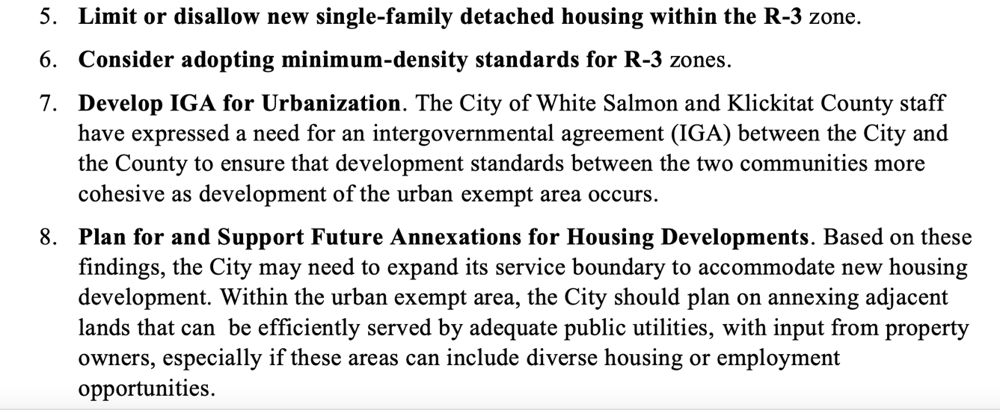 5. Limit or disallow new single-family detached housing within the R-3 zone.
6. Consider adopting minimum-density standards for R-3 zones.
7. Develop IGA for Urbanization. The City of White Salmon and Klickitat County staff
have expressed a need for an intergovernmental agreement (IGA) between the City and
the County to ensure that development standards between the two communities more
cohesive as development of the urban exempt area occurs.
8. Plan for and Support Future Annexations for Housing Developments. Based on these
findings, the City may need to expand its service boundary to accommodate new housing
development. Within the urban exempt area, the City should plan on annexing adjacent
lands that can  be efficiently served by adequate public utilities, with input from property
owners, especially if these areas can include diverse housing or employment
opportunities.